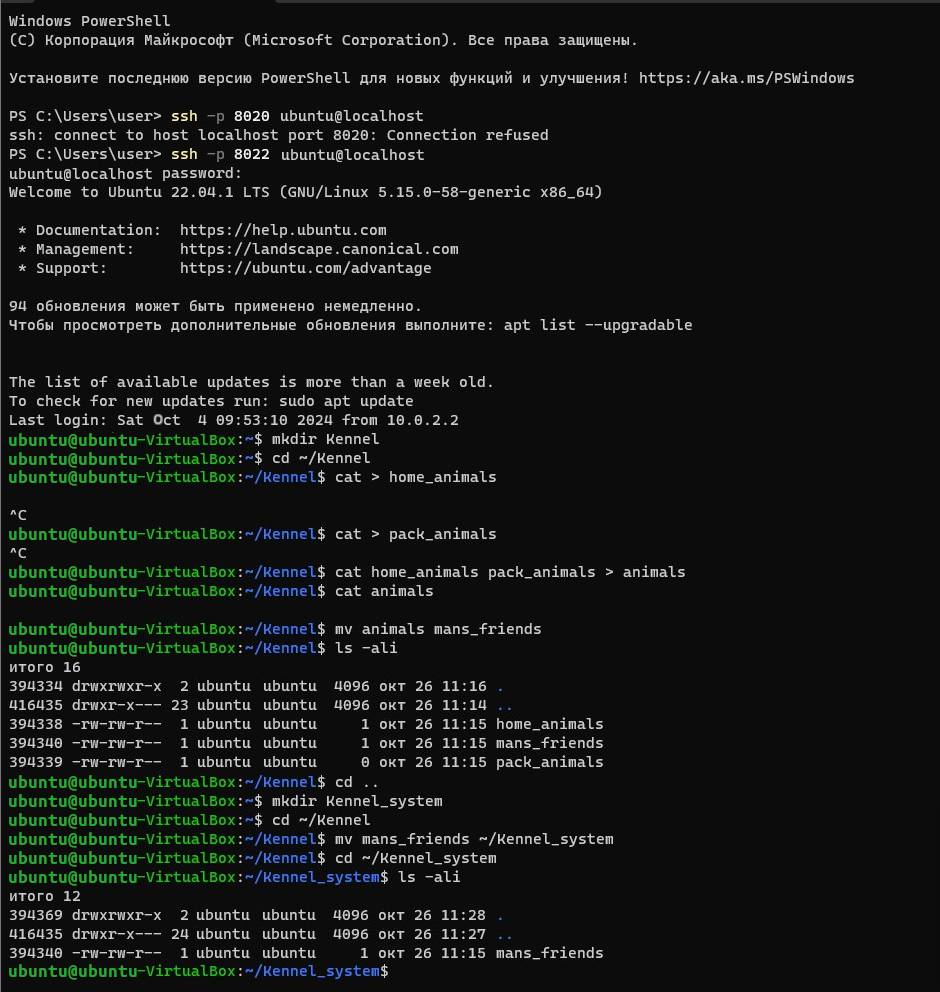 Windows PowerShell
(C) Корпорация Майкрософт (Microsoft Corporation). Все права защищены.
Установите последнюю версию PowerShell для новых функций и улучшения! https://aka.ms/PSWindows
PS C:\Users\user> ssh -p 8020 ubuntu@localhost
ssh: connect to host localhost port 8020: Connection refused
PS C:\Users\user> ssh -p 8022 ubuntu@localhost
ubuntu@localhost password:
Welcome to Ubuntu 22.04.1 LTS (GNU/Linux 5.15.0-58-generic x86_64)
* Documentation:  https://help.ubuntu.com
* Management:     https://landscape.canonical.com
* Support:        https://ubuntu.com/advantage
94 обновления может быть применено немедленно.
Чтобы просмотреть дополнительные обновления выполните: apt list --upgradable
The list of available updates is more than a week old.
To check for new updates run: sudo apt update
Last login: Sat Oct  4 09:53:10 2024 from 10.0.2.2
ubuntu@ubuntu-VirtualBox:~$ mkdir Kennel
ubuntu@ubuntu-VirtualBox:~$ cd ~/Kennel
ubuntu@ubuntu-VirtualBox:~/Kennel$ cat > home_animals
^C
ubuntu@ubuntu-VirtualBox:~/Kennel$ cat > pack_animals
^C
ubuntu@ubuntu-VirtualBox:~/Kennel$ cat home_animals pack_animals > animals
ubuntu@ubuntu-VirtualBox:~/Kennel$ cat animals
ubuntu@ubuntu-VirtualBox:~/Kennel$ mv animals mans_friends
ubuntu@ubuntu-VirtualBox:~/Kennel$ ls -ali
итого 16
394334 drwxrwxr-x  2 ubuntu ubuntu  4096 окт 26 11:16 .
416435 drwxr-x--- 23 ubuntu ubuntu  4096 окт 26 11:14 ..
394338 -rw-rw-r--  1 ubuntu ubuntu     1 окт 26 11:15 home_animals
394340 -rw-rw-r--  1 ubuntu ubuntu     1 окт 26 11:15 mans_friends
394339 -rw-rw-r--  1 ubuntu ubuntu     0 окт 26 11:15 pack_animals
ubuntu@ubuntu-VirtualBox:~/Kennel$ cd ..
ubuntu@ubuntu-VirtualBox:~$ mkdir Kennel_system
ubuntu@ubuntu-VirtualBox:~$ cd ~/Kennel
ubuntu@ubuntu-VirtualBox:~/Kennel$ mv mans_friends ~/Kennel_system
ubuntu@ubuntu-VirtualBox:~/Kennel$ cd ~/Kennel_system
ubuntu@ubuntu-VirtualBox:~/Kennel_system$ ls -ali
итого 12
394369 drwxrwxr-x  2 ubuntu ubuntu  4096 окт 26 11:28 .
416435 drwxr-x--- 24 ubuntu ubuntu  4096 окт 26 11:27 ..
394340 -rw-rw-r--  1 ubuntu ubuntu     1 окт 26 11:15 mans_friends
ubuntu@ubuntu-VirtualBox:~/Kennel_system$